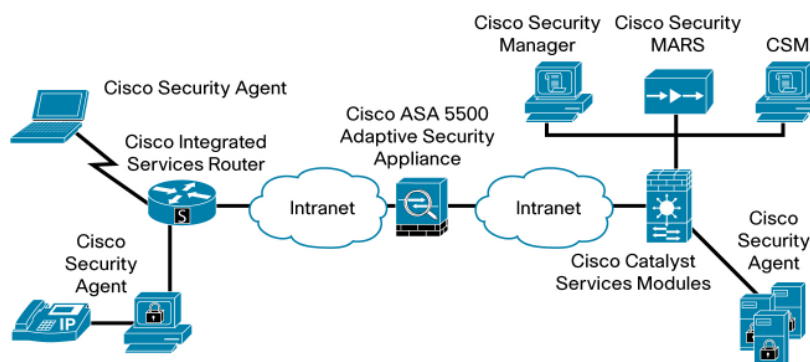 Cisco Security
Manager
Cisco Security
MARS
CSM
Cisco Security Agent
Cisco ASA 5500
Adaptive Security
Appliance
Cisco Integrated
Services Router
S
Intranet
Intranet
Cisco
Security
Agent
IP
Cisco Catalyst
Services Modules
Cisco
Security
Agent